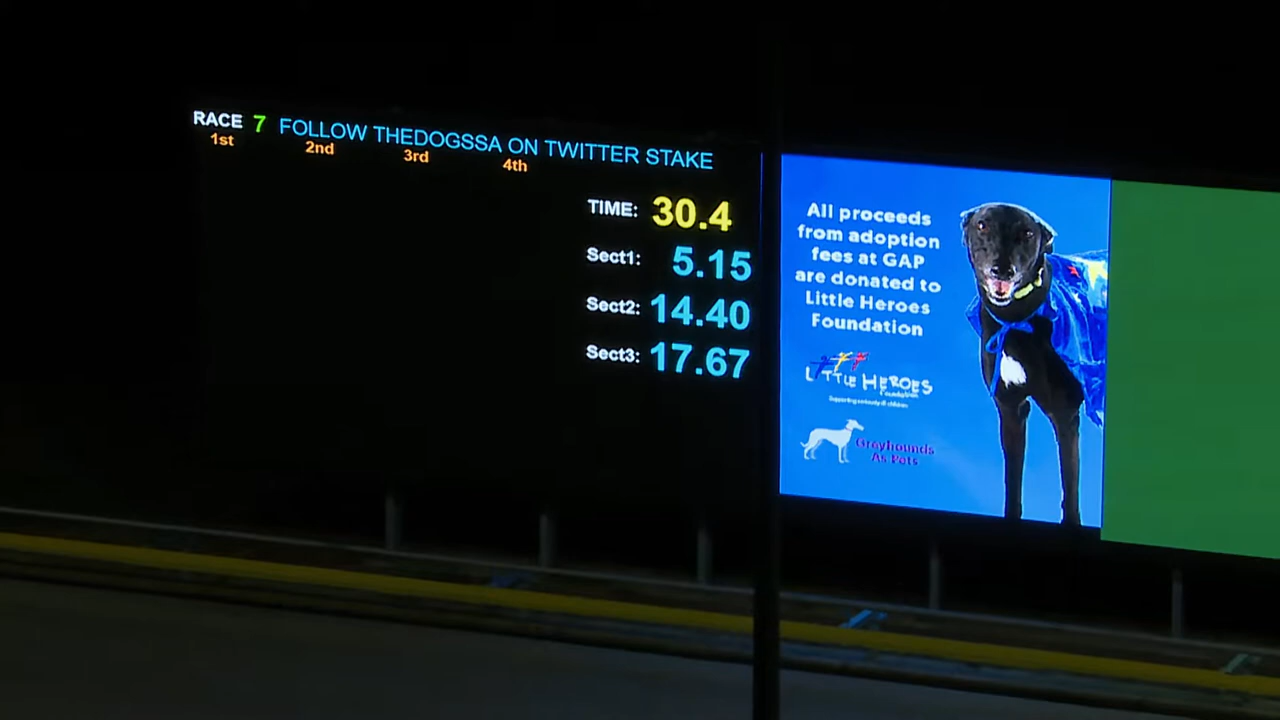 RACE 7 FOLLOW THEDOGSSA ON TWITTER STAKE
1st 2nd 3rd 4th
TIME: 30.4
Sect1: 5.15
Sect2: 14.40
Sect3: 17.67
All proceeds
from adoption
fees at GAP
are donated to
Little Heroes
Foundation
LITTLE HEROES
Foundation
Greyhounds
As Pets